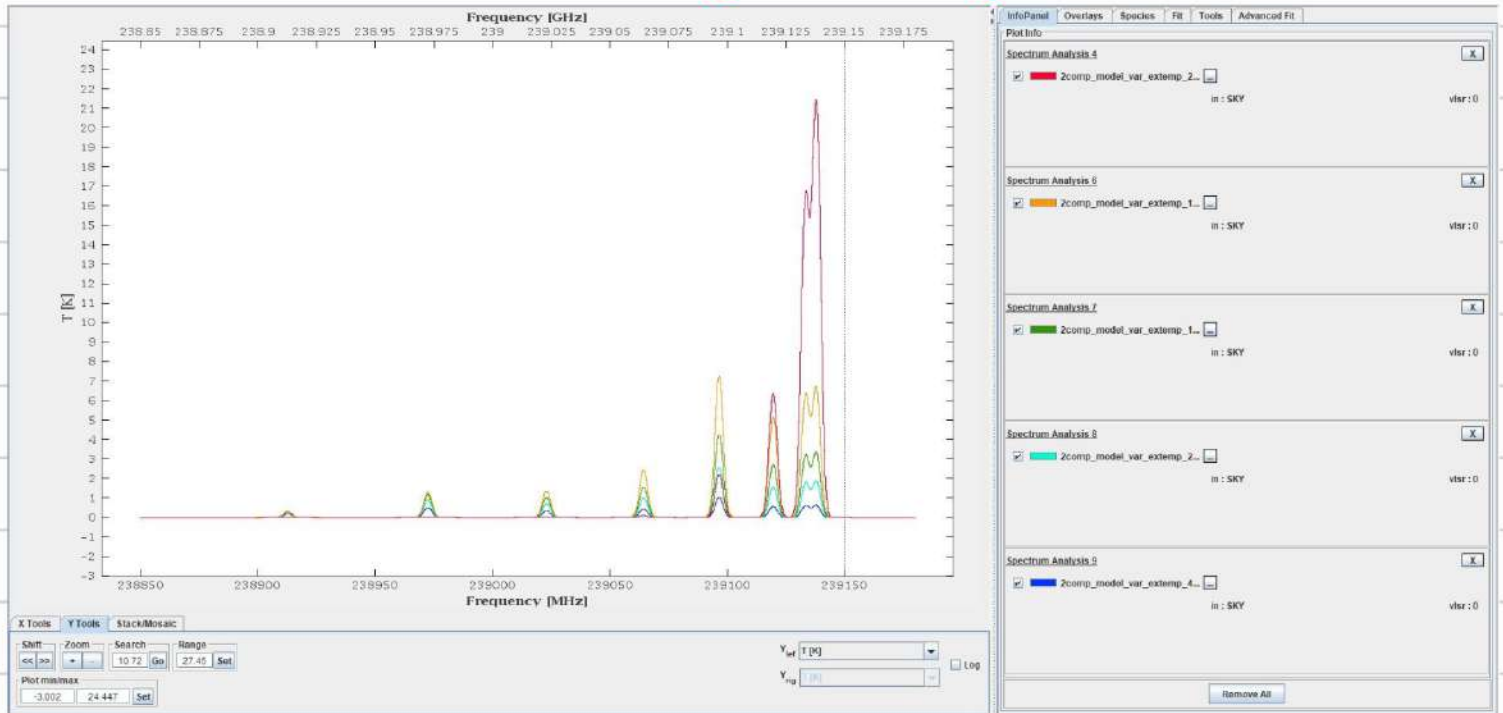 Frequency [GHz]
238.85 238.875 238.9 238.925 238.95 238.975 239 239.025 239.05 239.075 239.1 239.125 239.15 239.175
24
23
22
21
20
19
18
17
16
15
14
13
12
11
10
9
8
7
6
5
4
3
2
1
0
-1
-2
-3
T [K]
238850 238900 238950 239000 239050 239100 239150
Frequency [MHz]
X Tools Y Tools Stack/Mosaic
Shift Zoom Search Range
<< >> + - 10.72 Go 27.45 Set
Plot min/max
-3.002 24.447 Set
Y lef T [K]
Y rig T [K]
Log
InfoPanel Overlays Species Fit Tools Advanced Fit
Plot Info
Spectrum Analysis 4 X
2comp_model_var_extemp_2... ...
in : SKY vlsr : 0
Spectrum Analysis 6 X
2comp_model_var_extemp_1... ...
in : SKY vlsr : 0
Spectrum Analysis 7 X
2comp_model_var_extemp_1... ...
in : SKY vlsr : 0
Spectrum Analysis 8 X
2comp_model_var_extemp_2... ...
in : SKY vlsr : 0
Spectrum Analysis 9 X
2comp_model_var_extemp_4... ...
in : SKY vlsr : 0
Remove All